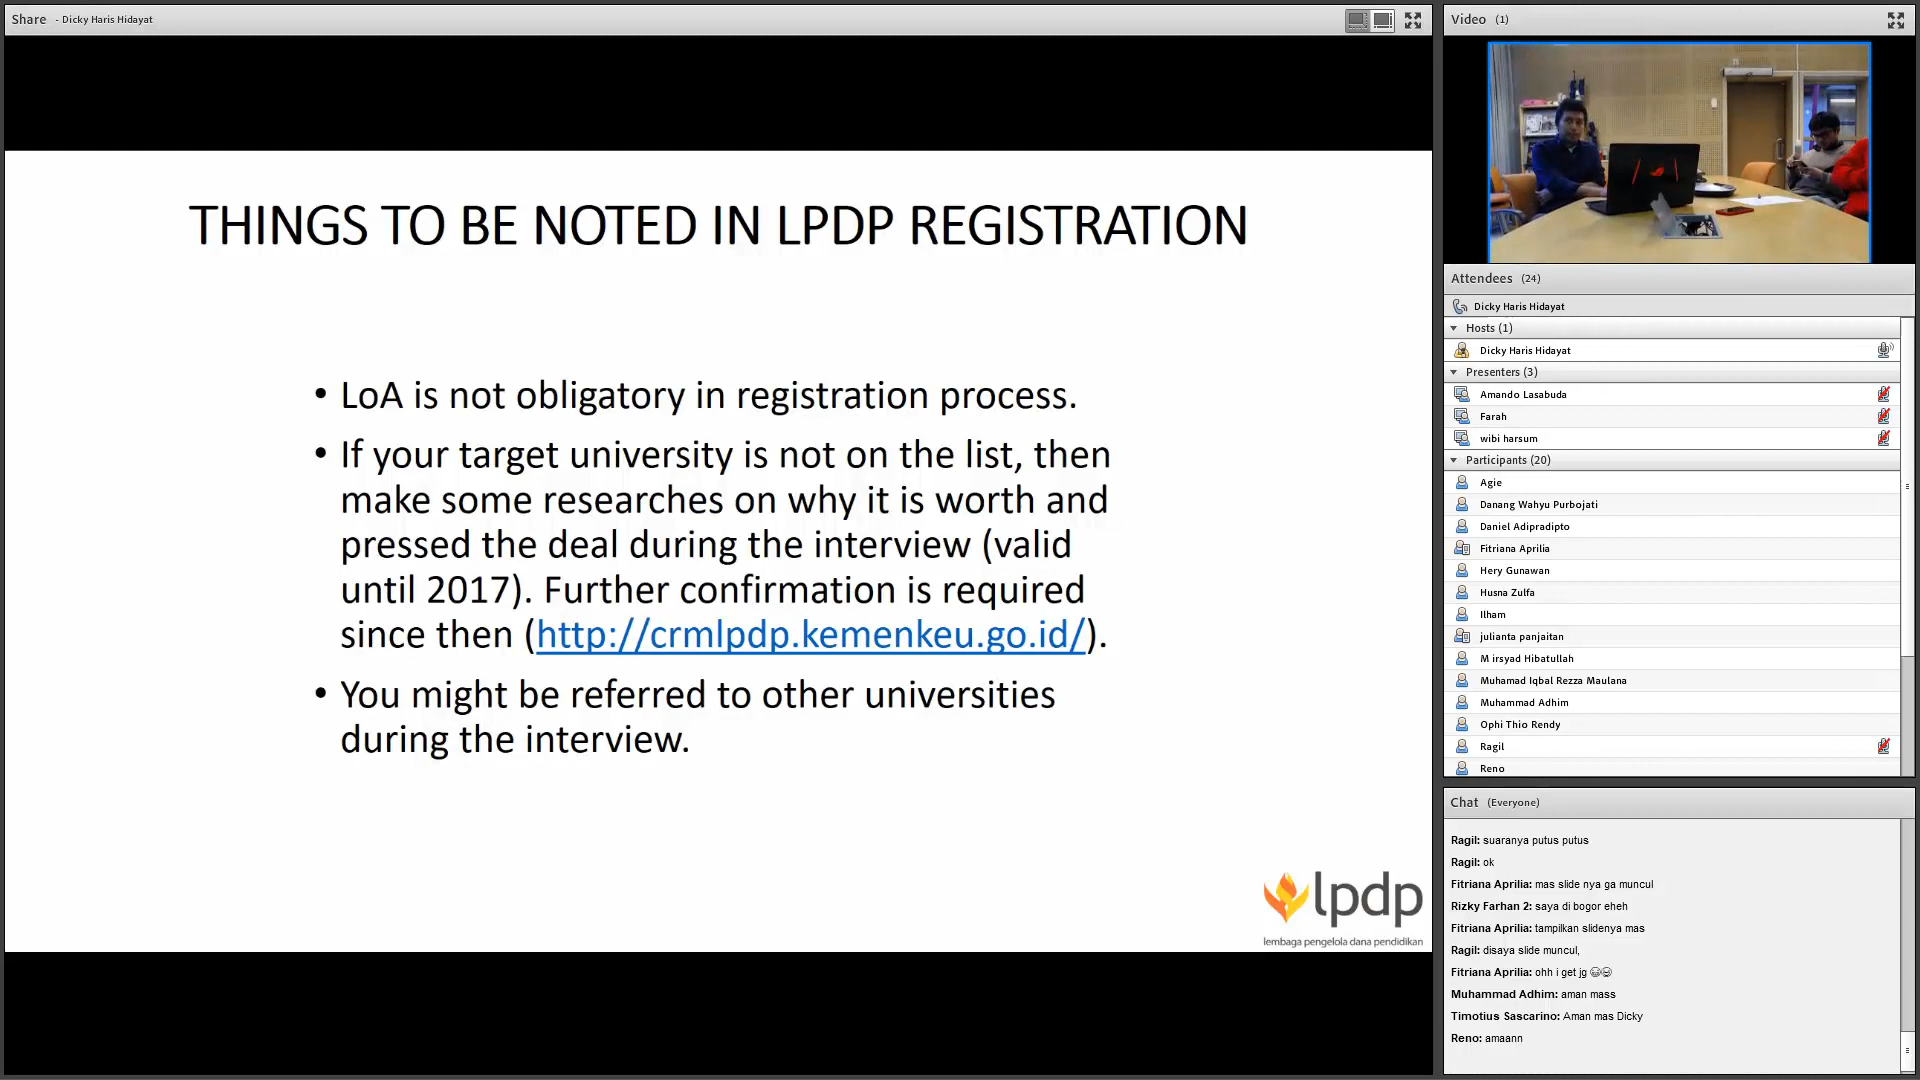 Share - Dicky Haris Hidayat
THINGS TO BE NOTED IN LPDP REGISTRATION
• LoA is not obligatory in registration process.
• If your target university is not on the list, then
make some researches on why it is worth and
pressed the deal during the interview (valid
until 2017). Further confirmation is required
since then (http://crmlpdp.kemenkeu.go.id/).
• You might be referred to other universities
during the interview.
lpdp
lembaga pengelola dana pendidikan
Video (1)
Attendees (24)
Dicky Haris Hidayat
Hosts (1)
Dicky Haris Hidayat
Presenters (3)
Amando Lasabuda
Farah
wibi harsum
Participants (20)
Agie
Danang Wahyu Purbojati
Daniel Adipradipto
Fitriana Aprilia
Hery Gunawan
Husna Zulfa
Ilham
julianta panjaitan
M irsyad Hibatullah
Muhamad Iqbal Rezza Maulana
Muhammad Adhim
Ophi Thio Rendy
Ragil
Reno
Chat (Everyone)
Ragil: suaranya putus putus
Ragil: ok
Fitriana Aprilia: mas slide nya ga muncul
Rizky Farhan 2: saya di bogor eheh
Fitriana Aprilia: tampilkan slidenya mas
Ragil: disaya slide muncul,
Fitriana Aprilia: ohh i get jg 😂😂
Muhammad Adhim: aman mass
Timotius Sascarino: Aman mas Dicky
Reno: amaann